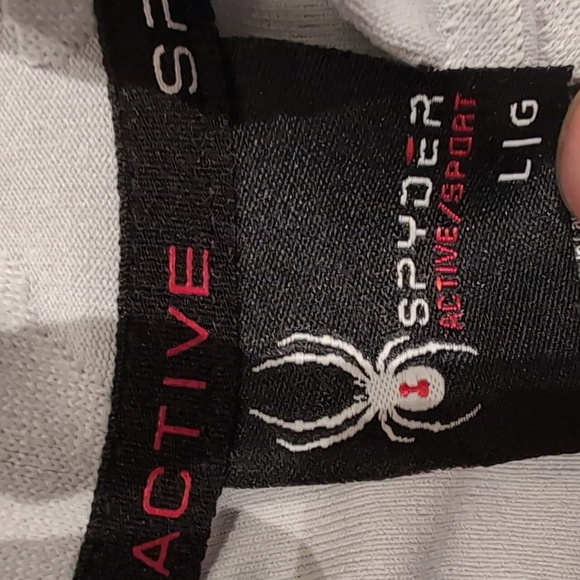 SPYDER
ACTIVE/SPORT
L|G
ACTIVE
SP